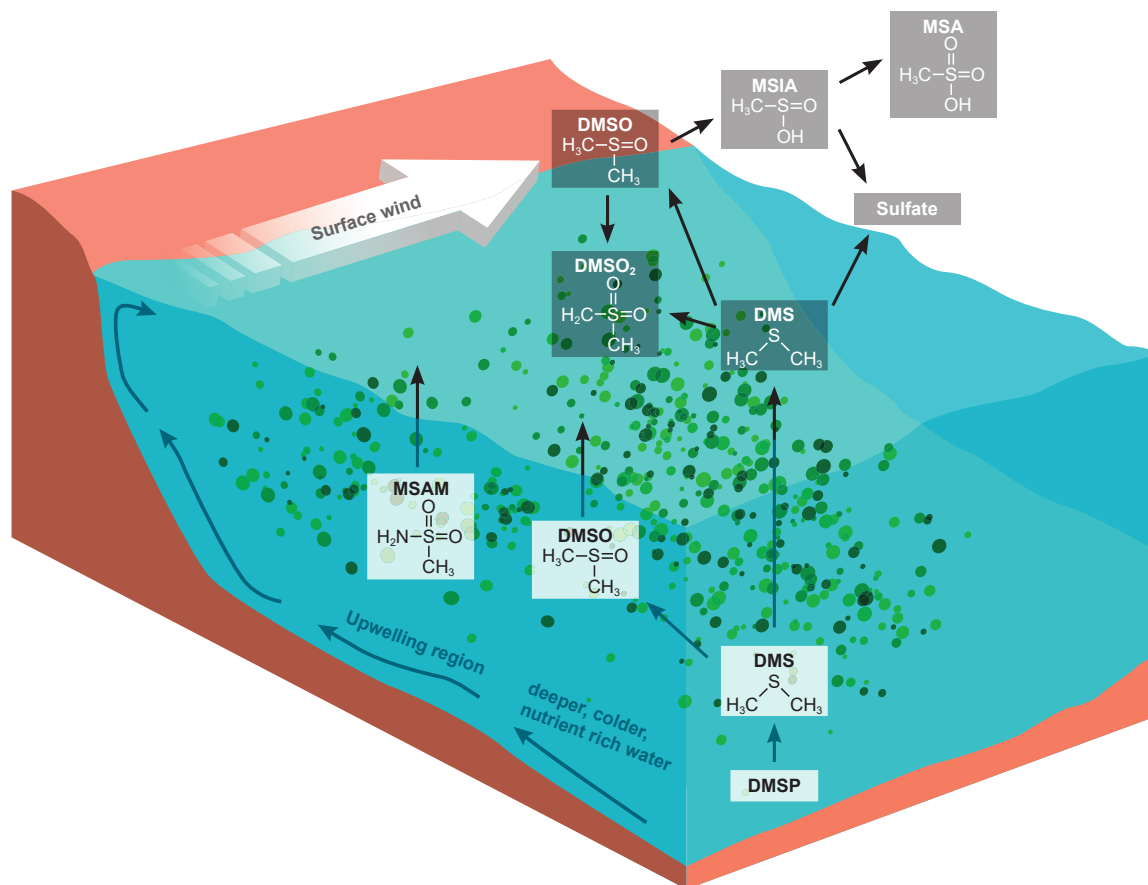 MSA
O
H₃C–S=O
OH
MSIA
H₃C–S=O
OH
DMSO
H₃C–S=O
CH₃
Sulfate
Surface wind
DMSO₂
O
H₂C–S=O
CH₃
DMS
S
H₃C CH₃
MSAM
O
H₂N–S=O
CH₃
DMSO
H₃C–S=O
CH₃
Upwelling region
deeper, colder,
nutrient rich water
DMS
S
H₃C CH₃
DMSP